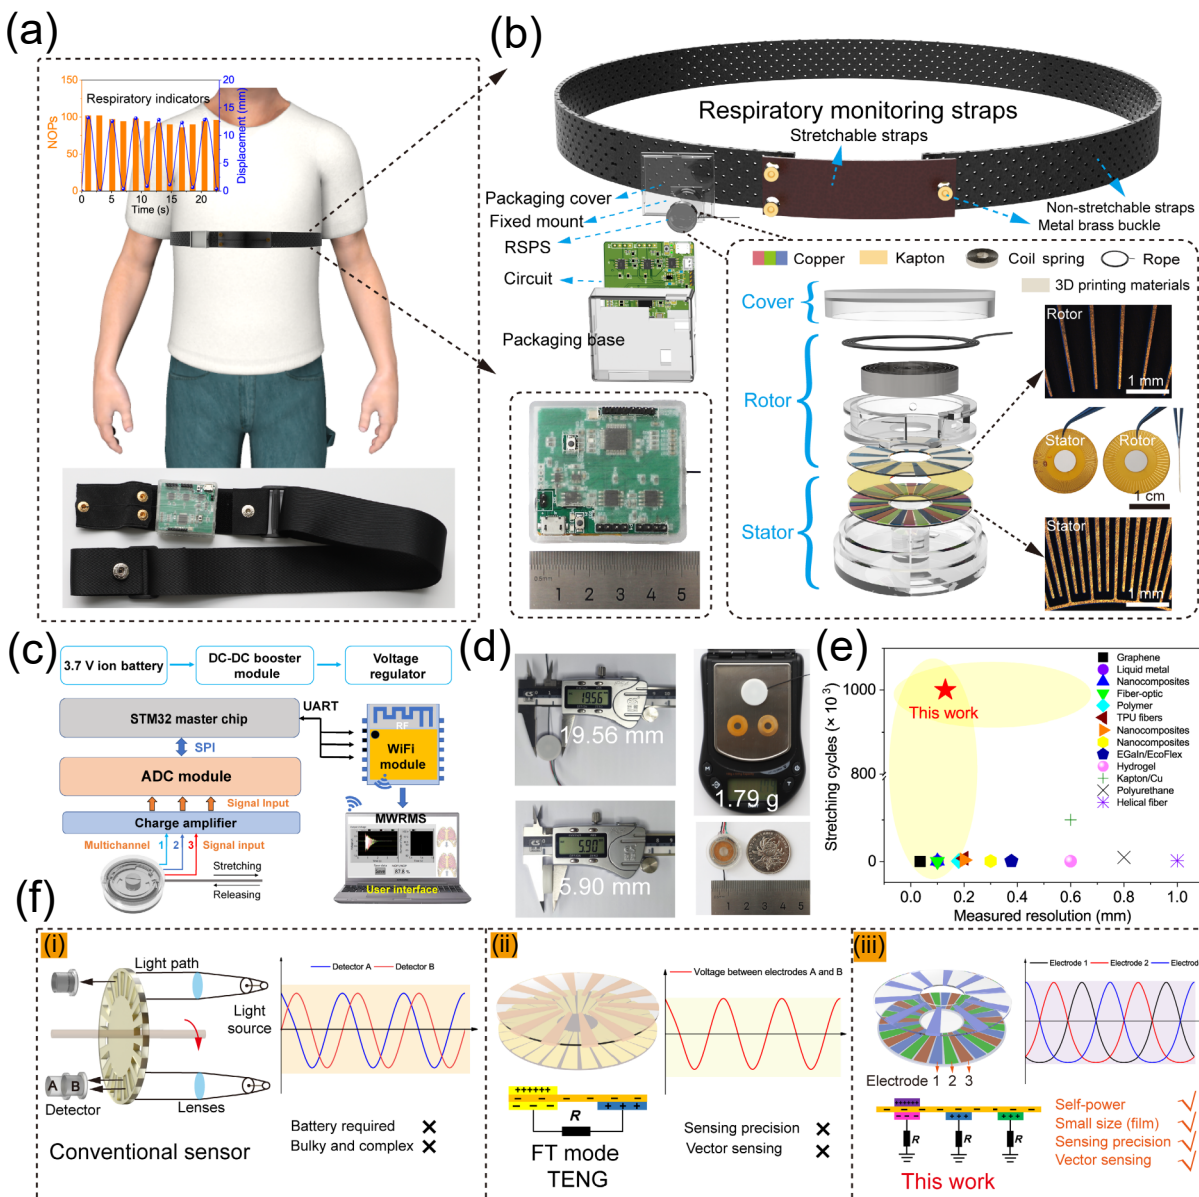 (a)
150
100
50
0
NOPs
Respiratory indicators
20
15
10
5
0
Displacement (mm)
0
10
20
Time (s)
(b)
Respiratory monitoring straps
Stretchable straps
Packaging cover
Fixed mount
RSPS
Circuit
Packaging base
Non-stretchable straps
Metal brass buckle
Copper
Kapton
Coil spring
Rope
3D printing materials
Cover
Rotor
Stator
Rotor
1 mm
Stator
Rotor
1 cm
Stator
1 mm
1
2
3
4
5
(c)
3.7 V ion battery
DC-DC booster
module
Voltage
regulator
STM32 master chip
UART
SPI
RF
WiFi
module
ADC module
Signal Input
Charge amplifier
Multichannel
1
2
3
Signal input
Stretching
Releasing
MWRMS
User interface
(d)
19.56
19.56 mm
5.90
5.90 mm
1.79 g
1
2
3
4
5
(e)
Stretching cycles (× 10³)
1000
800
0
This work
Graphene
Liquid metal
Nanocomposites
Fiber-optic
Polymer
TPU fibers
Nanocomposites
Nanocomposites
EGaIn/EcoFlex
Hydrogel
Kapton/Cu
Polyurethane
Helical fiber
0.0
0.2
0.4
0.6
0.8
1.0
Measured resolution (mm)
(f)
(i)
Light path
Light
source
A
B
Detector
Lenses
Detector A
Detector B
Battery required
Bulky and complex
Conventional sensor
(ii)
Voltage between electrodes A and B
++++++
R
FT mode
TENG
Sensing precision
Vector sensing
(iii)
Electrode 1
Electrode 2
Electrode
Electrode 1 2 3
R
R
R
This work
Self-power
Small size (film)
Sensing precision
Vector sensing